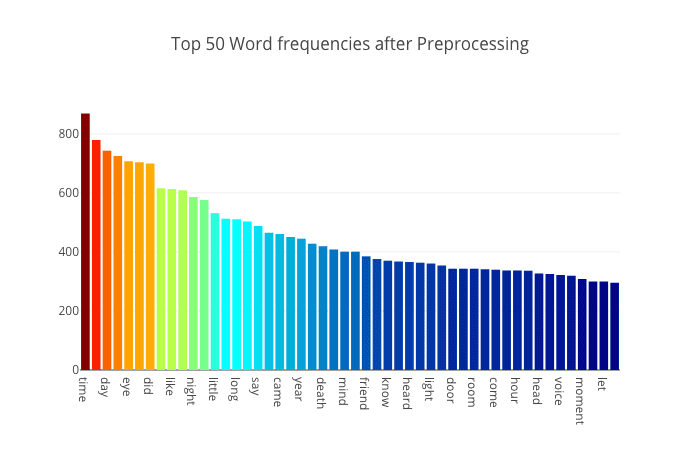 Top 50 Word frequencies after Preprocessing
800
600
400
200
0
time
day
eye
did
like
night
little
long
say
came
year
death
mind
friend
know
heard
light
door
room
come
hour
head
voice
moment
let